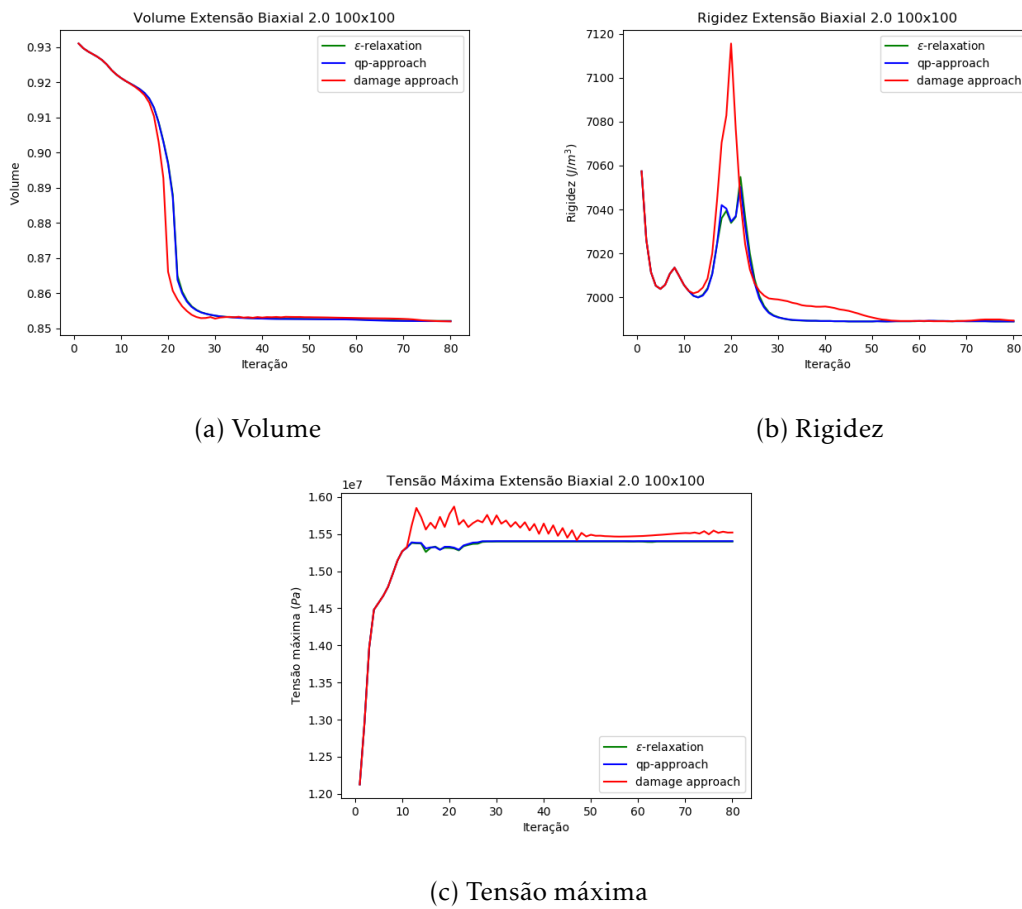 Volume Extensão Biaxial 2.0 100x100
Volume
0.93
0.92
0.91
0.90
0.89
0.88
0.87
0.86
0.85
ε-relaxation
qp-approach
damage approach
0 10 20 30 40 50 60 70 80
Iteração
(a) Volume
Rigidez Extensão Biaxial 2.0 100x100
Rigidez (J/m³)
7120
7100
7080
7060
7040
7020
7000
ε-relaxation
qp-approach
damage approach
0 10 20 30 40 50 60 70 80
Iteração
(b) Rigidez
Tensão Máxima Extensão Biaxial 2.0 100x100
1e7
Tensão máxima (Pa)
1.60
1.55
1.50
1.45
1.40
1.35
1.30
1.25
1.20
ε-relaxation
qp-approach
damage approach
0 10 20 30 40 50 60 70 80
Iteração
(c) Tensão máxima